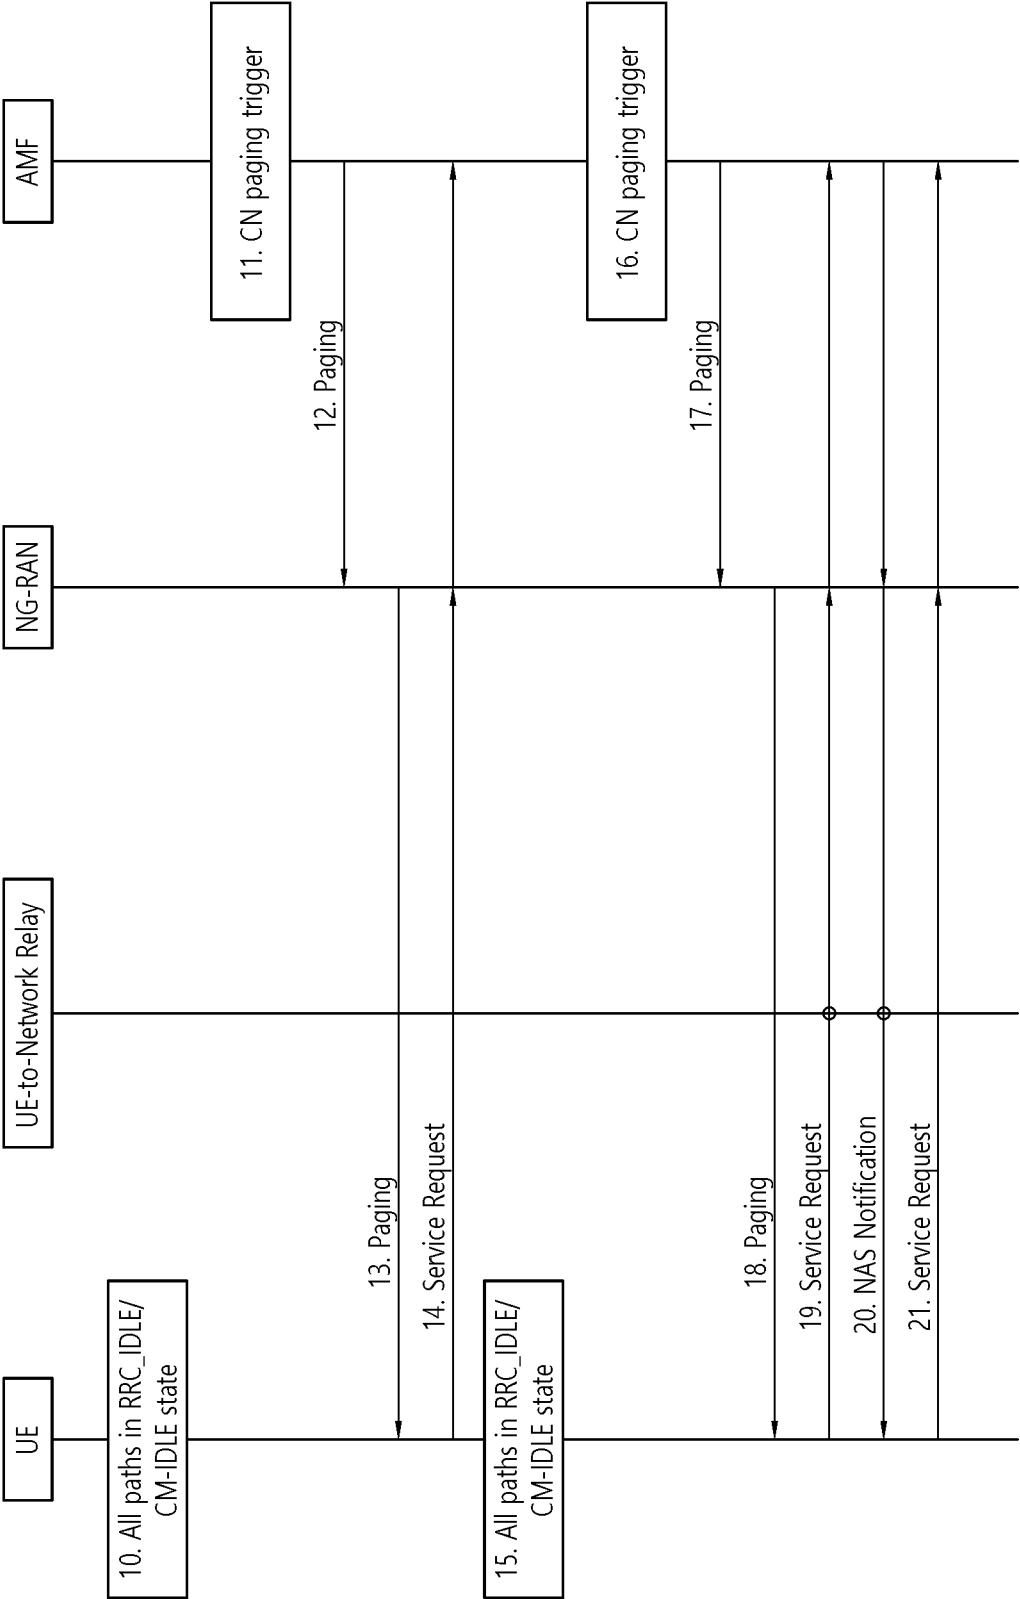 UE
UE-to-Network Relay
NG-RAN
AMF
10. All paths in RRC_IDLE/
CM-IDLE state
11. CN paging trigger
12. Paging
13. Paging
14. Service Request
15. All paths in RRC_IDLE/
CM-IDLE state
16. CN paging trigger
17. Paging
18. Paging
19. Service Request
20. NAS Notification
21. Service Request